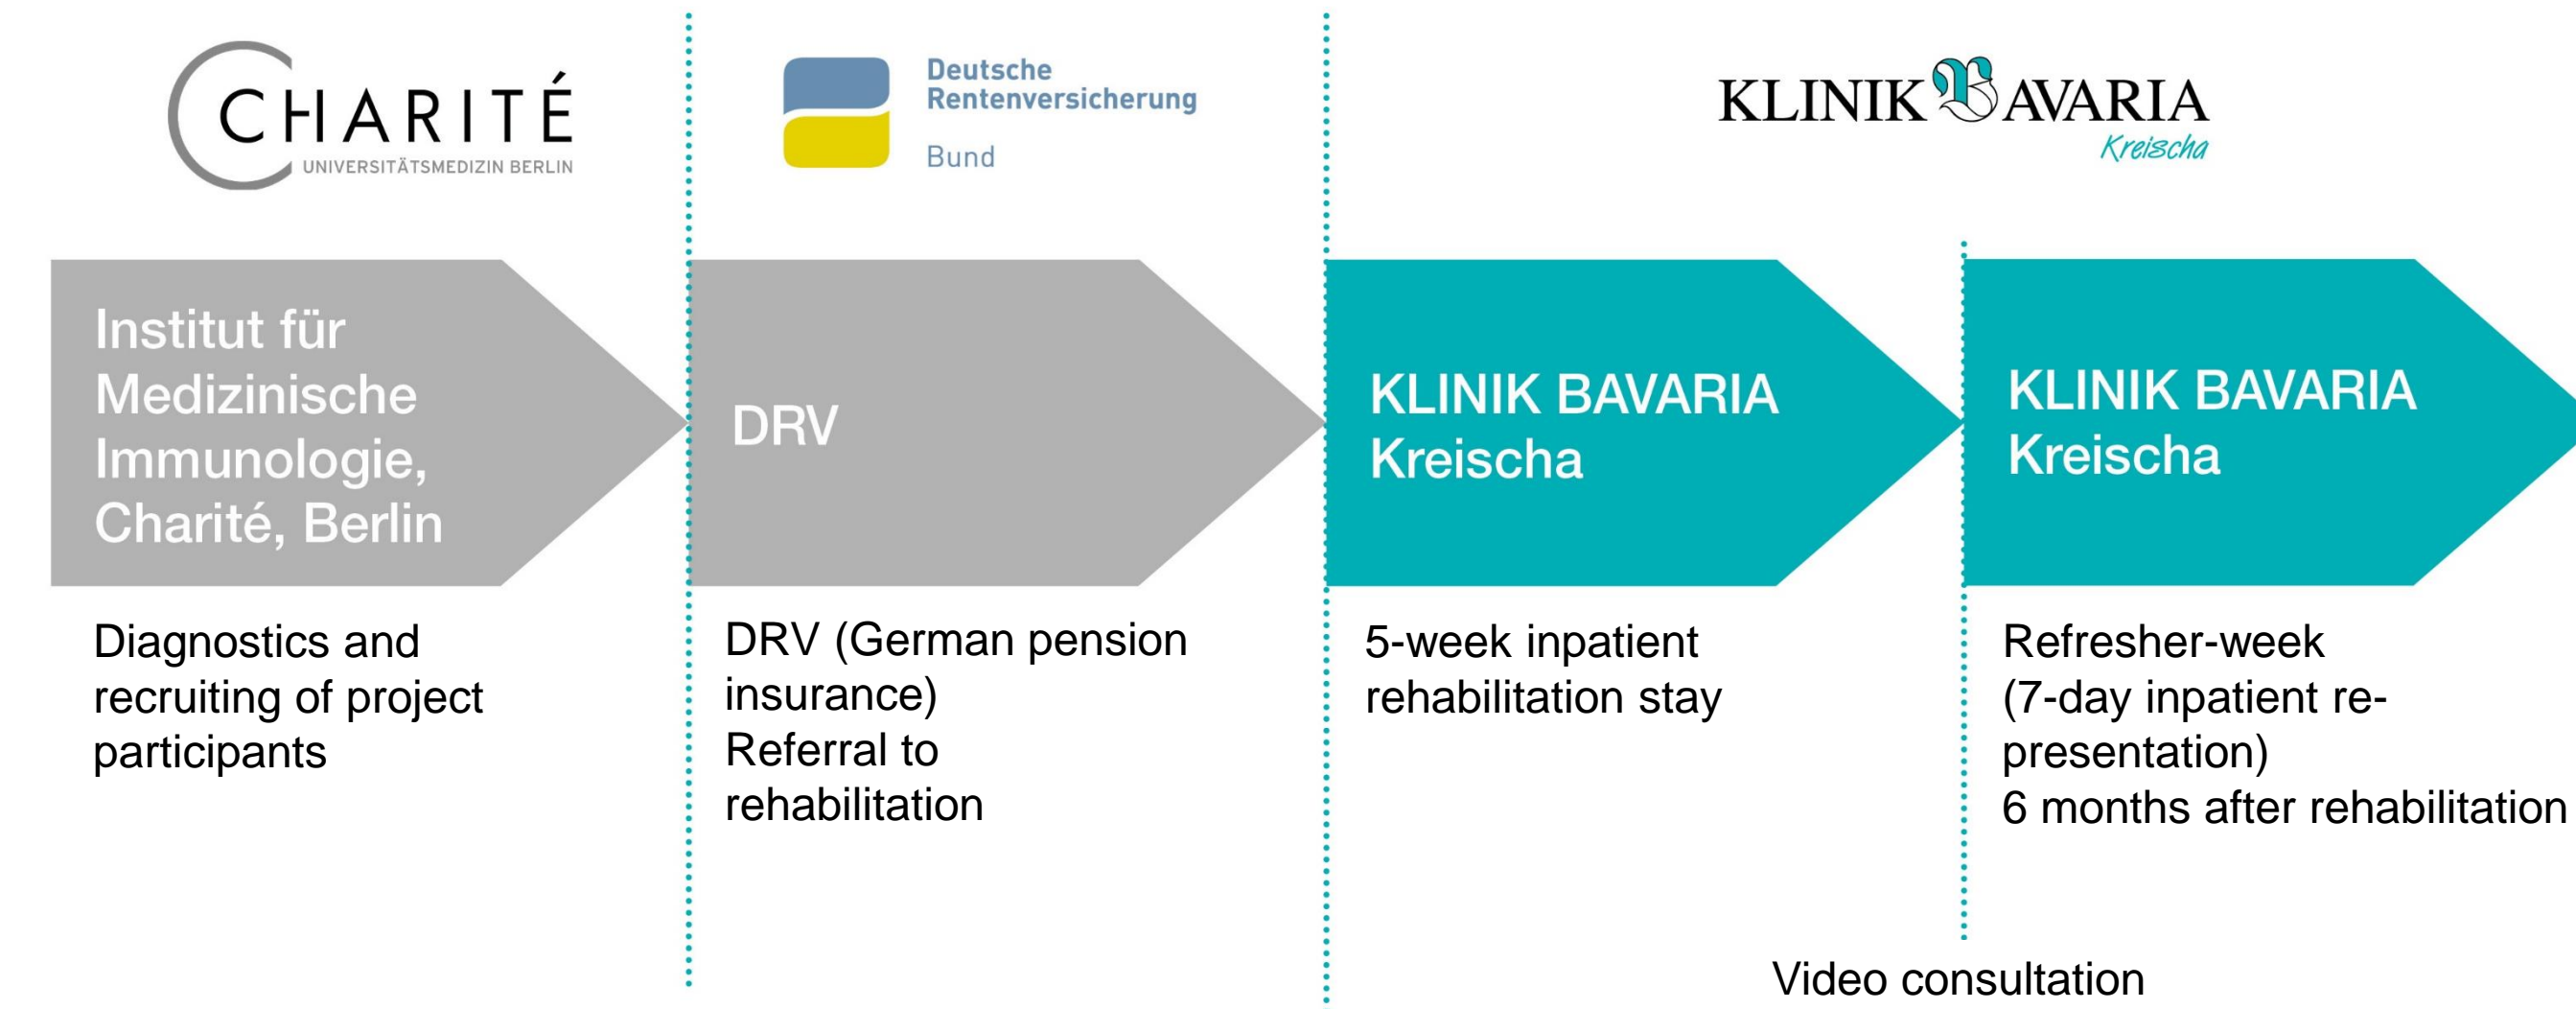 CHARITÉ
UNIVERSITÄTSMEDIZIN BERLIN
Deutsche
Rentenversicherung
Bund
KLINIK BAVARIA
Kreischa
Institut für
Medizinische
Immunologie,
Charité, Berlin
DRV
KLINIK BAVARIA
Kreischa
KLINIK BAVARIA
Kreischa
Diagnostics and
recruiting of project
participants
DRV (German pension
insurance)
Referral to
rehabilitation
5-week inpatient
rehabilitation stay
Refresher-week
(7-day inpatient re-
presentation)
6 months after rehabilitation
Video consultation